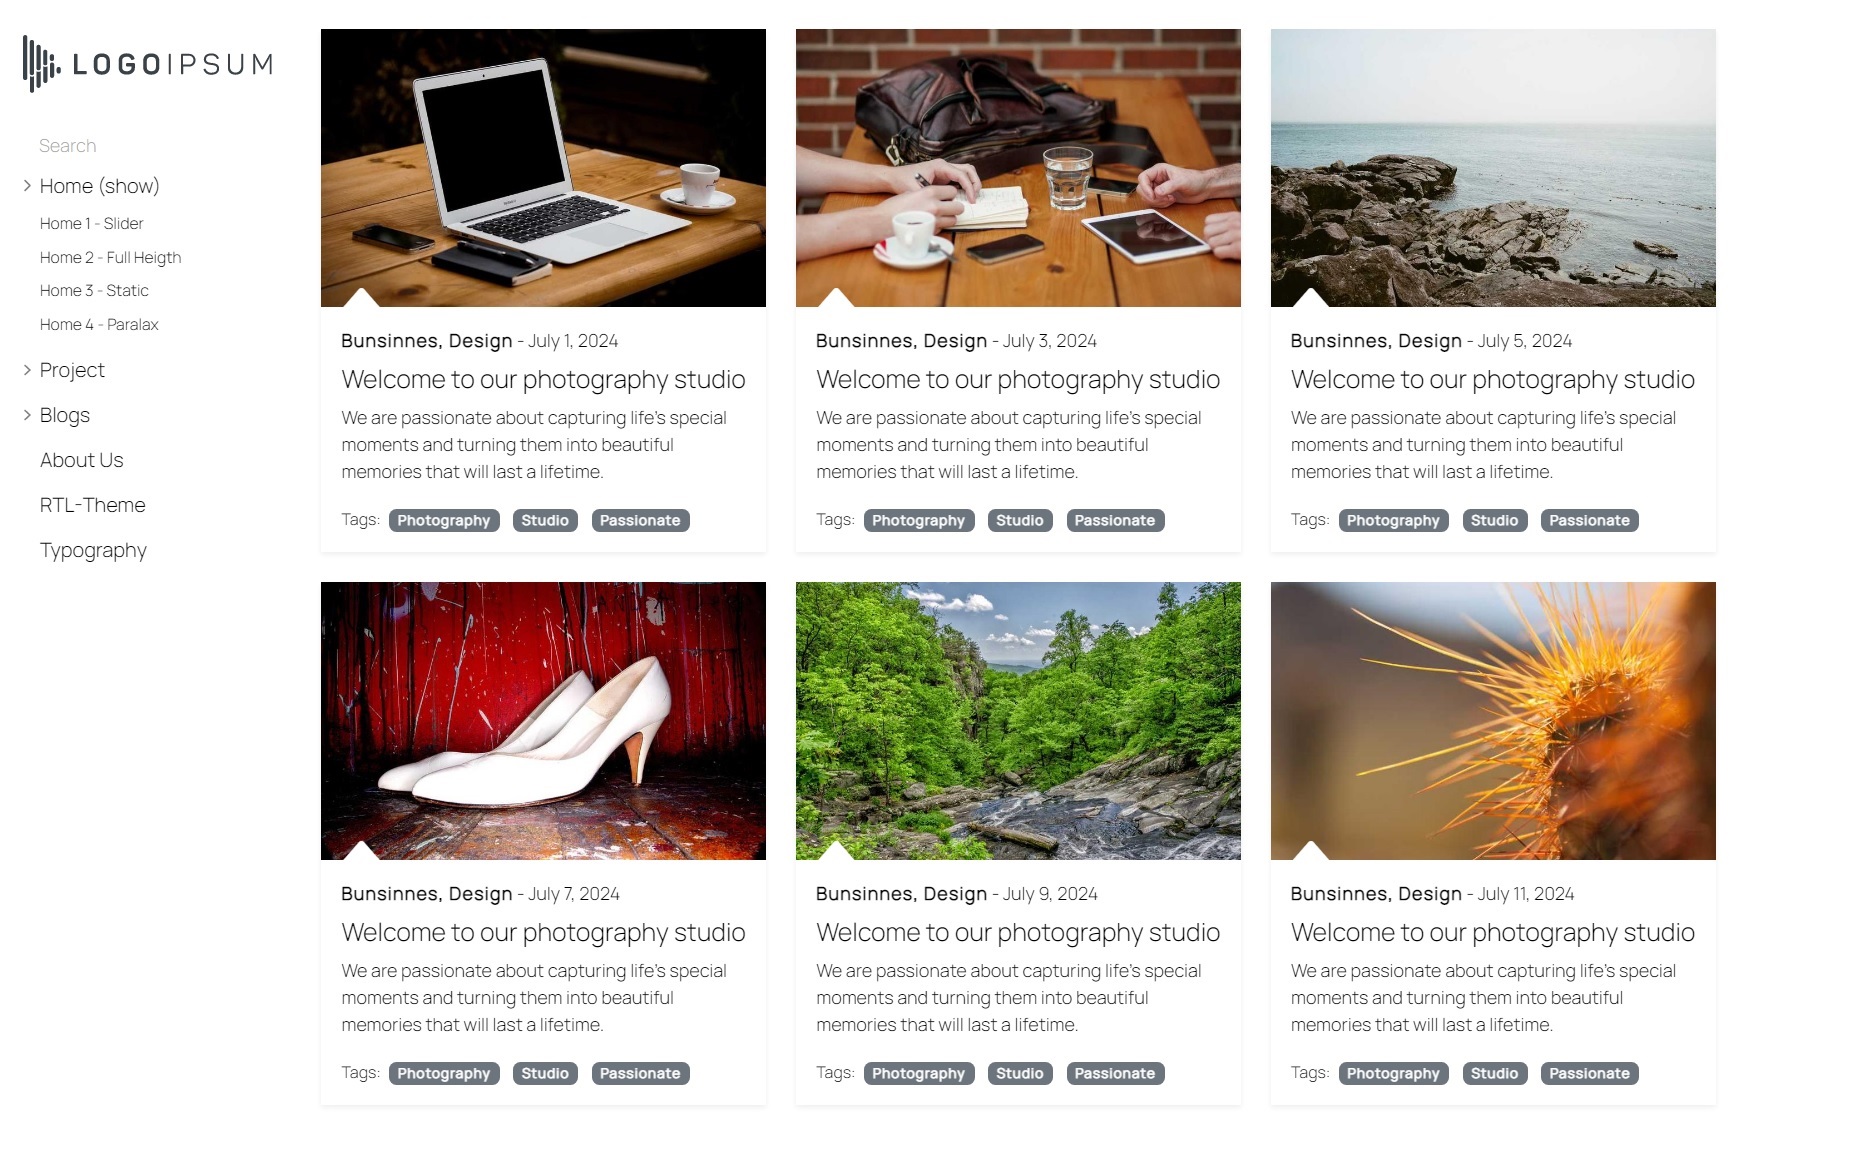 LOGOIPSUM
Search
Home (show)
Home 1 - Slider
Home 2 - Full Heigth
Home 3 - Static
Home 4 - Paralax
Project
Blogs
About Us
RTL-Theme
Typography
Bunsinnes, Design - July 1, 2024
Welcome to our photography studio
We are passionate about capturing life's special
moments and turning them into beautiful
memories that will last a lifetime.
Tags: Photography Studio Passionate
Bunsinnes, Design - July 3, 2024
Welcome to our photography studio
We are passionate about capturing life's special
moments and turning them into beautiful
memories that will last a lifetime.
Tags: Photography Studio Passionate
Bunsinnes, Design - July 5, 2024
Welcome to our photography studio
We are passionate about capturing life's special
moments and turning them into beautiful
memories that will last a lifetime.
Tags: Photography Studio Passionate
Bunsinnes, Design - July 7, 2024
Welcome to our photography studio
We are passionate about capturing life's special
moments and turning them into beautiful
memories that will last a lifetime.
Tags: Photography Studio Passionate
Bunsinnes, Design - July 9, 2024
Welcome to our photography studio
We are passionate about capturing life's special
moments and turning them into beautiful
memories that will last a lifetime.
Tags: Photography Studio Passionate
Bunsinnes, Design - July 11, 2024
Welcome to our photography studio
We are passionate about capturing life's special
moments and turning them into beautiful
memories that will last a lifetime.
Tags: Photography Studio Passionate